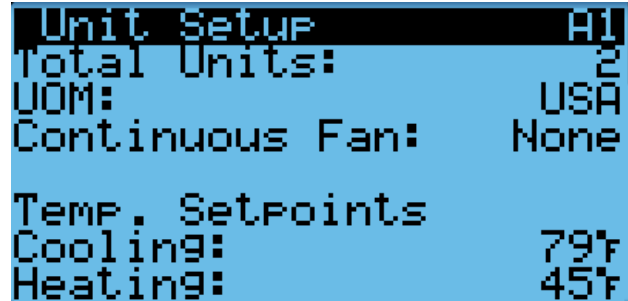 Unit Setup A1
Total Units: 2
UOM: USA
Continuous Fan: None
Temp. Setpoints
Cooling: 79°F
Heating: 45°F